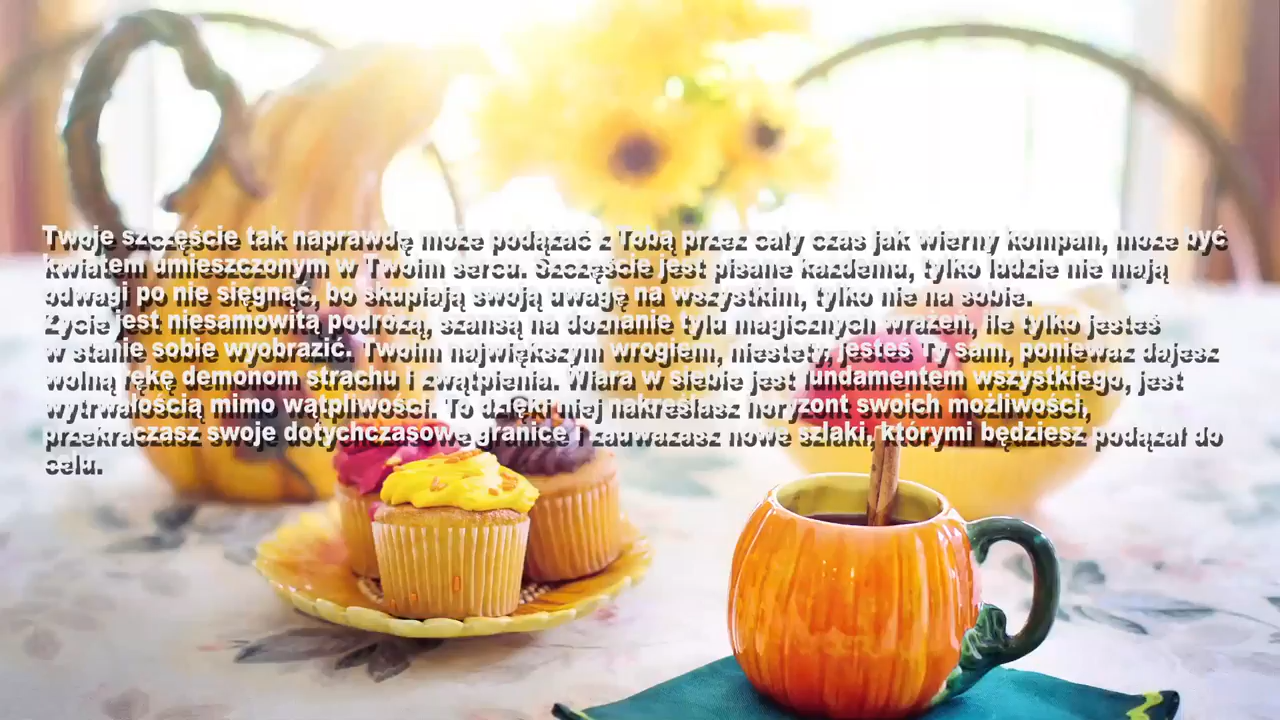 Twoje szczęście tak naprawdę może podążać z Tobą przez cały czas jak wierny kompan, może być
kwiatem umieszczonym w Twoim sercu. Szczęście jest pisane każdemu, tylko ludzie nie mają
odwagi po nie sięgnąć, bo skupiają swoją uwagę na wszystkim, tylko nie na sobie.
Życie jest niesamowitą podróżą, szansą na doznanie tylu magicznych wrażeń, ile tylko jesteś
w stanie sobie wyobrazić. Twoim największym wrogiem, niestety, jesteś Ty sam, ponieważ dajesz
wolną rękę demonom strachu i zwątpienia. Wiara w siebie jest fundamentem wszystkiego, jest
wytrwałością mimo wątpliwości. To dzięki niej nakreślasz horyzont swoich możliwości,
przekraczasz swoje dotychczasowe granice i zauważasz nowe szlaki, którymi będziesz podążał do
celu.